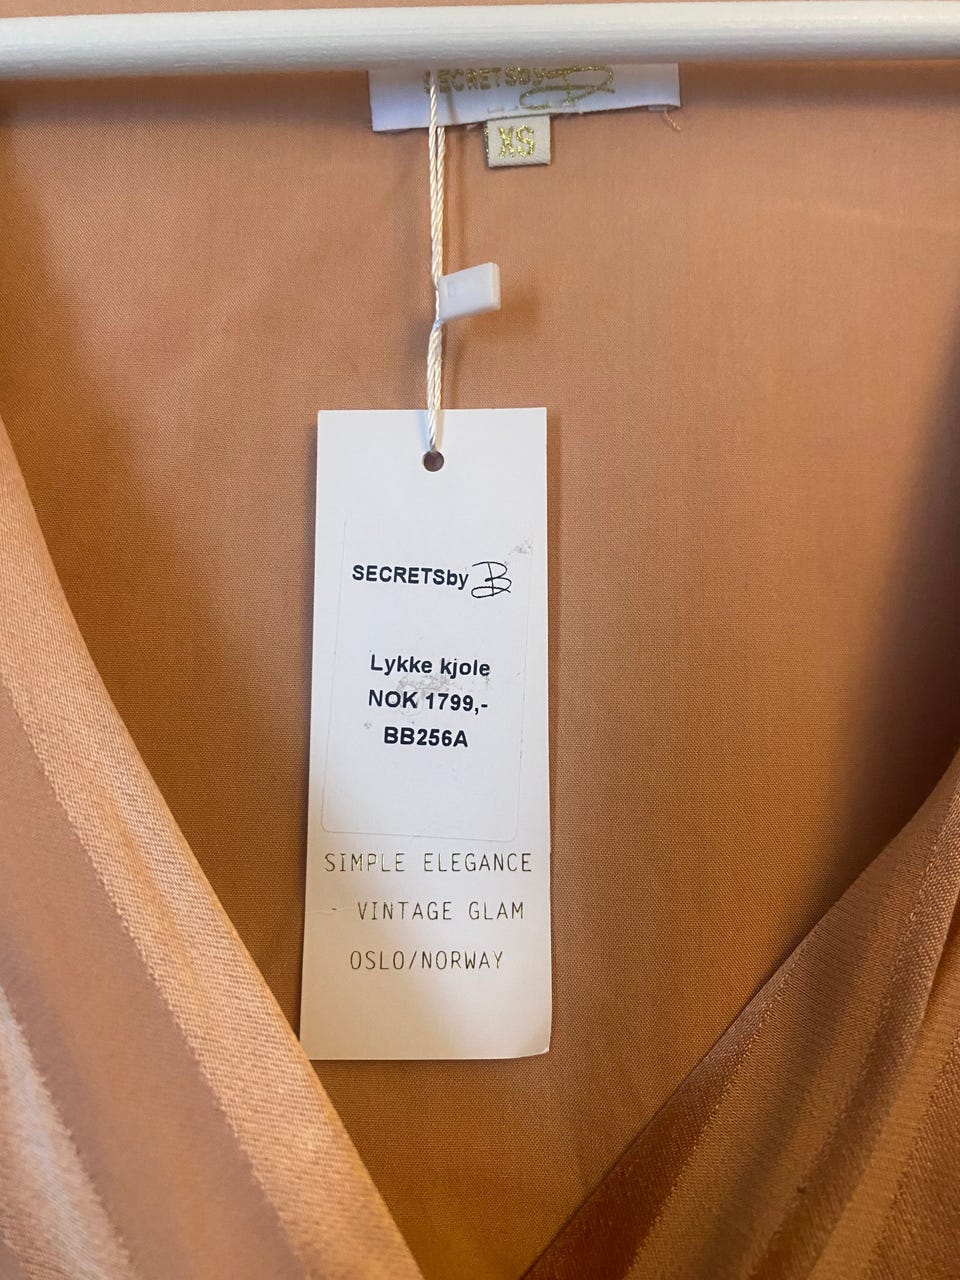 SECRETSby B
XS
SECRETSby B
Lykke kjole
NOK 1799,-
BB256A
SIMPLE ELEGANCE
- VINTAGE GLAM
OSLO/NORWAY